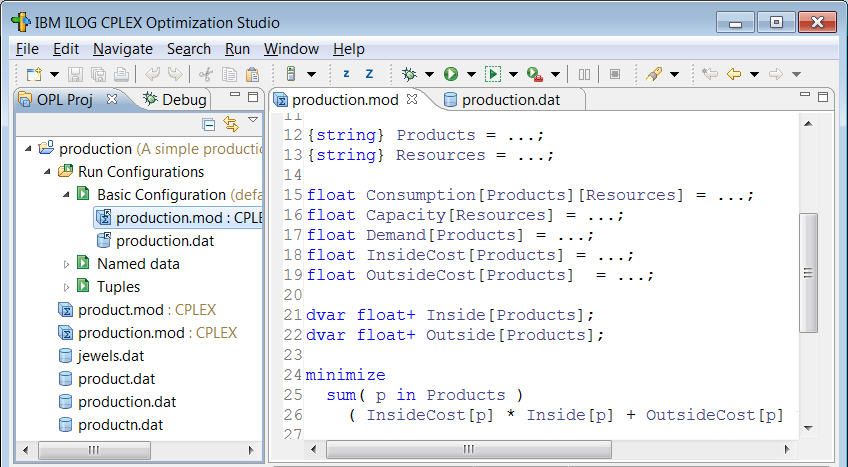 IBM ILOG CPLEX Optimization Studio
File Edit Navigate Search Run Window Help
z Z
OPL Proj Debug
production (A simple productio
Run Configurations
Basic Configuration (defa
production.mod : CPLE
production.dat
Named data
Tuples
product.mod : CPLEX
production.mod : CPLEX
jewels.dat
product.dat
production.dat
productn.dat
production.mod production.dat
11
12 {string} Products = ...;
13 {string} Resources = ...;
14
15 float Consumption[Products][Resources] = ...;
16 float Capacity[Resources] = ...;
17 float Demand[Products] = ...;
18 float InsideCost[Products] = ...;
19 float OutsideCost[Products]  = ...;
20
21 dvar float+ Inside[Products];
22 dvar float+ Outside[Products];
23
24 minimize
25   sum( p in Products )
26     ( InsideCost[p] * Inside[p] + OutsideCost[p]
27